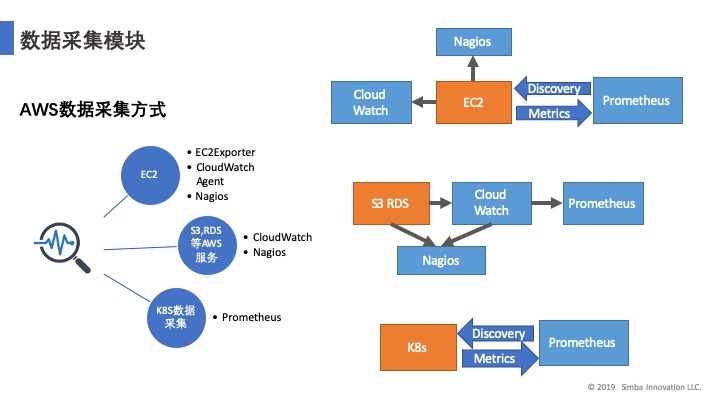 数据采集模块
AWS数据采集方式
EC2
• EC2Exporter
• CloudWatch
Agent
• Nagios
S3,RDS
等AWS
服务
• CloudWatch
• Nagios
K8S数据
采集
• Prometheus
Nagios
Cloud
Watch
EC2
Discovery
Metrics
Prometheus
S3 RDS
Cloud
Watch
Prometheus
Nagios
K8s
Discovery
Metrics
Prometheus
© 2019 Simba Innovation LLC.